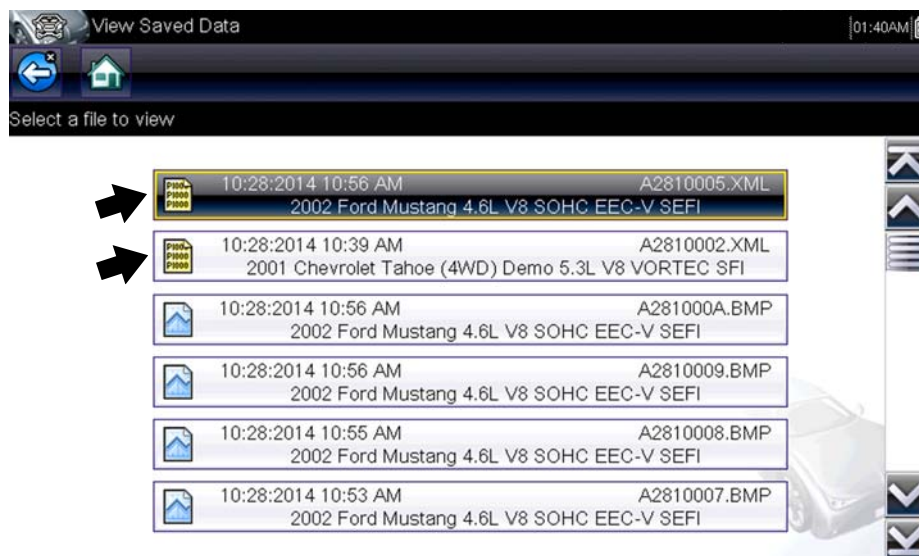 View Saved Data
01:40AM
Select a file to view
10:28:2014 10:56 AM A2810005.XML
2002 Ford Mustang 4.6L V8 SOHC EEC-V SEFI
10:28:2014 10:39 AM A2810002.XML
2001 Chevrolet Tahoe (4WD) Demo 5.3L V8 VORTEC SFI
10:28:2014 10:56 AM A281000A.BMP
2002 Ford Mustang 4.6L V8 SOHC EEC-V SEFI
10:28:2014 10:56 AM A2810009.BMP
2002 Ford Mustang 4.6L V8 SOHC EEC-V SEFI
10:28:2014 10:55 AM A2810008.BMP
2002 Ford Mustang 4.6L V8 SOHC EEC-V SEFI
10:28:2014 10:53 AM A2810007.BMP
2002 Ford Mustang 4.6L V8 SOHC EEC-V SEFI